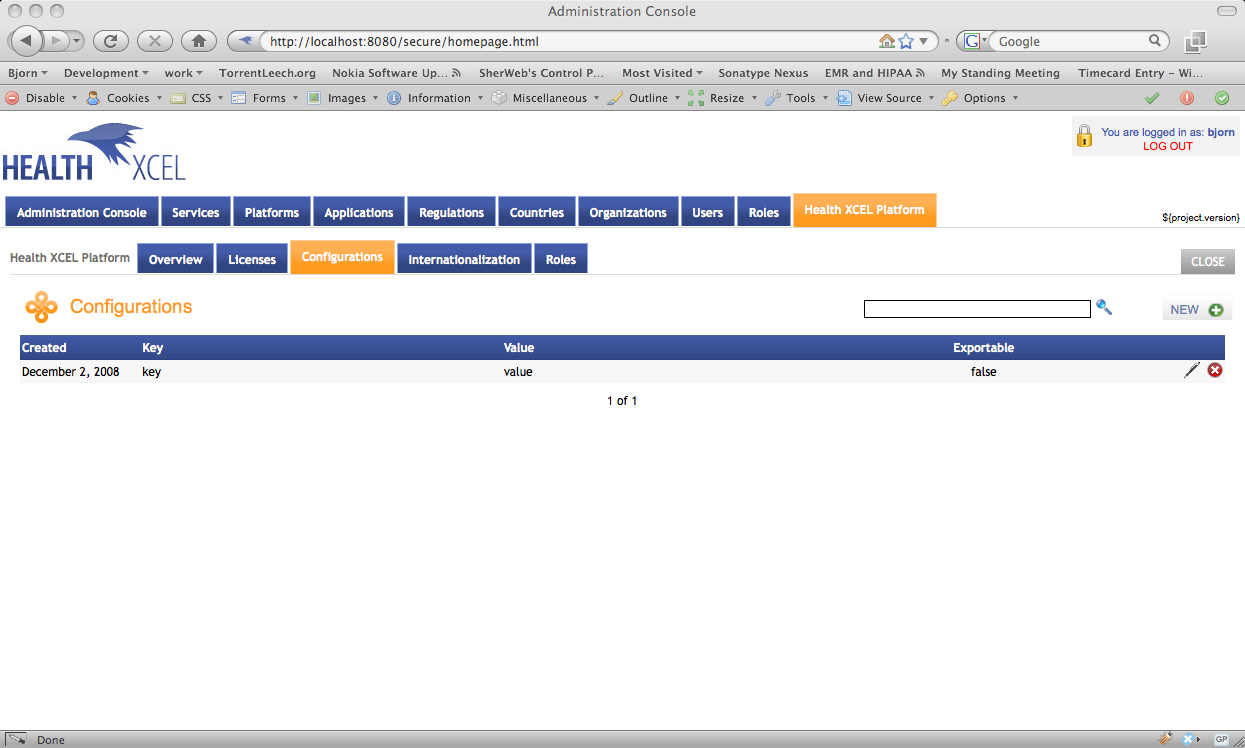 Administration Console
http://localhost:8080/secure/homepage.html
G Google
Bjorn Development work TorrentLeech.org Nokia Software Up... SherWeb's Control P... Most Visited Sonatype Nexus EMR and HIPAA My Standing Meeting Timecard Entry – Wi...
Disable Cookies CSS CSS Forms Images Information Miscellaneous Outline Resize Tools View Source Options
HEALTH XCEL
You are logged in as: bjorn
LOG OUT
Administration Console Services Platforms Applications Regulations Countries Organizations Users Roles Health XCEL Platform
${project.version}
Health XCEL Platform Overview Licenses Configurations Internationalization Roles
CLOSE
Configurations
NEW
Created Key Value Exportable
December 2, 2008 key value false
1 of 1
Done
GP